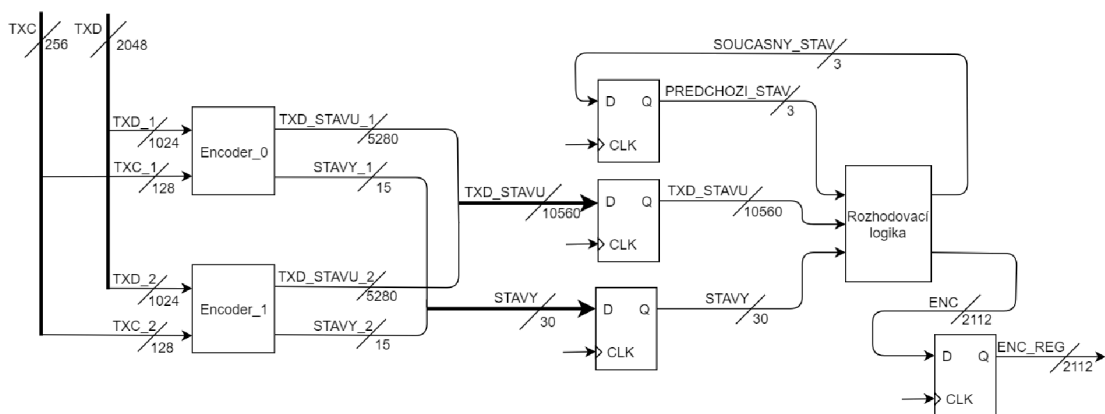 TXC
256
TXD
2048
SOUCASNY_STAV
3
D Q
CLK
PREDCHOZI_STAV
3
TXD_1
1024
TXC_1
128
Encoder_0
TXD_STAVU_1
5280
STAVY_1
15
TXD_STAVU
10560
D Q
CLK
TXD_STAVU
10560
Rozhodovací
logika
TXD_2
1024
TXC_2
128
Encoder_1
TXD_STAVU_2
5280
STAVY_2
15
STAVY
30
D Q
CLK
STAVY
30
ENC
2112
D Q
CLK
ENC_REG
2112